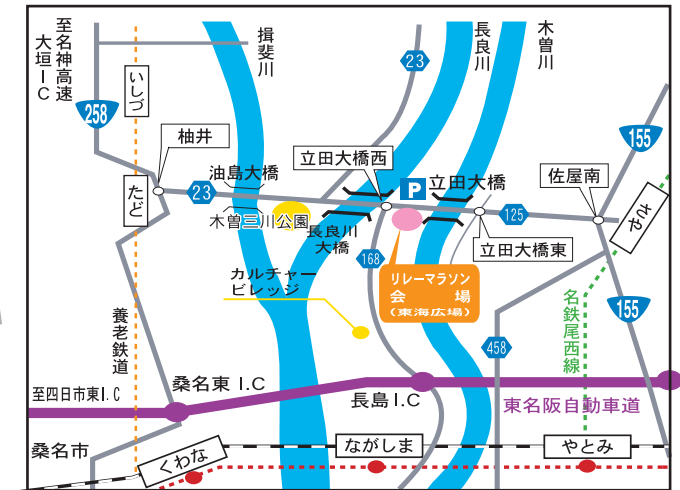 至名神高速
大垣IC
揖斐川
長良川
木曽川
23
258
いしづ
155
柚井
立田大橋西
油島大橋
P
立田大橋
佐屋南
たど
23
さや
木曽三川公園
長良川
大橋
125
立田大橋東
168
カルチャー
ビレッジ
リレーマラソン
会場
(東海広場)
155
養老鉄道
名鉄尾西線
458
桑名東 I.C
至四日市東I.C
長島 I.C
東名阪自動車道
桑名市
くわな
ながしま
やとみ